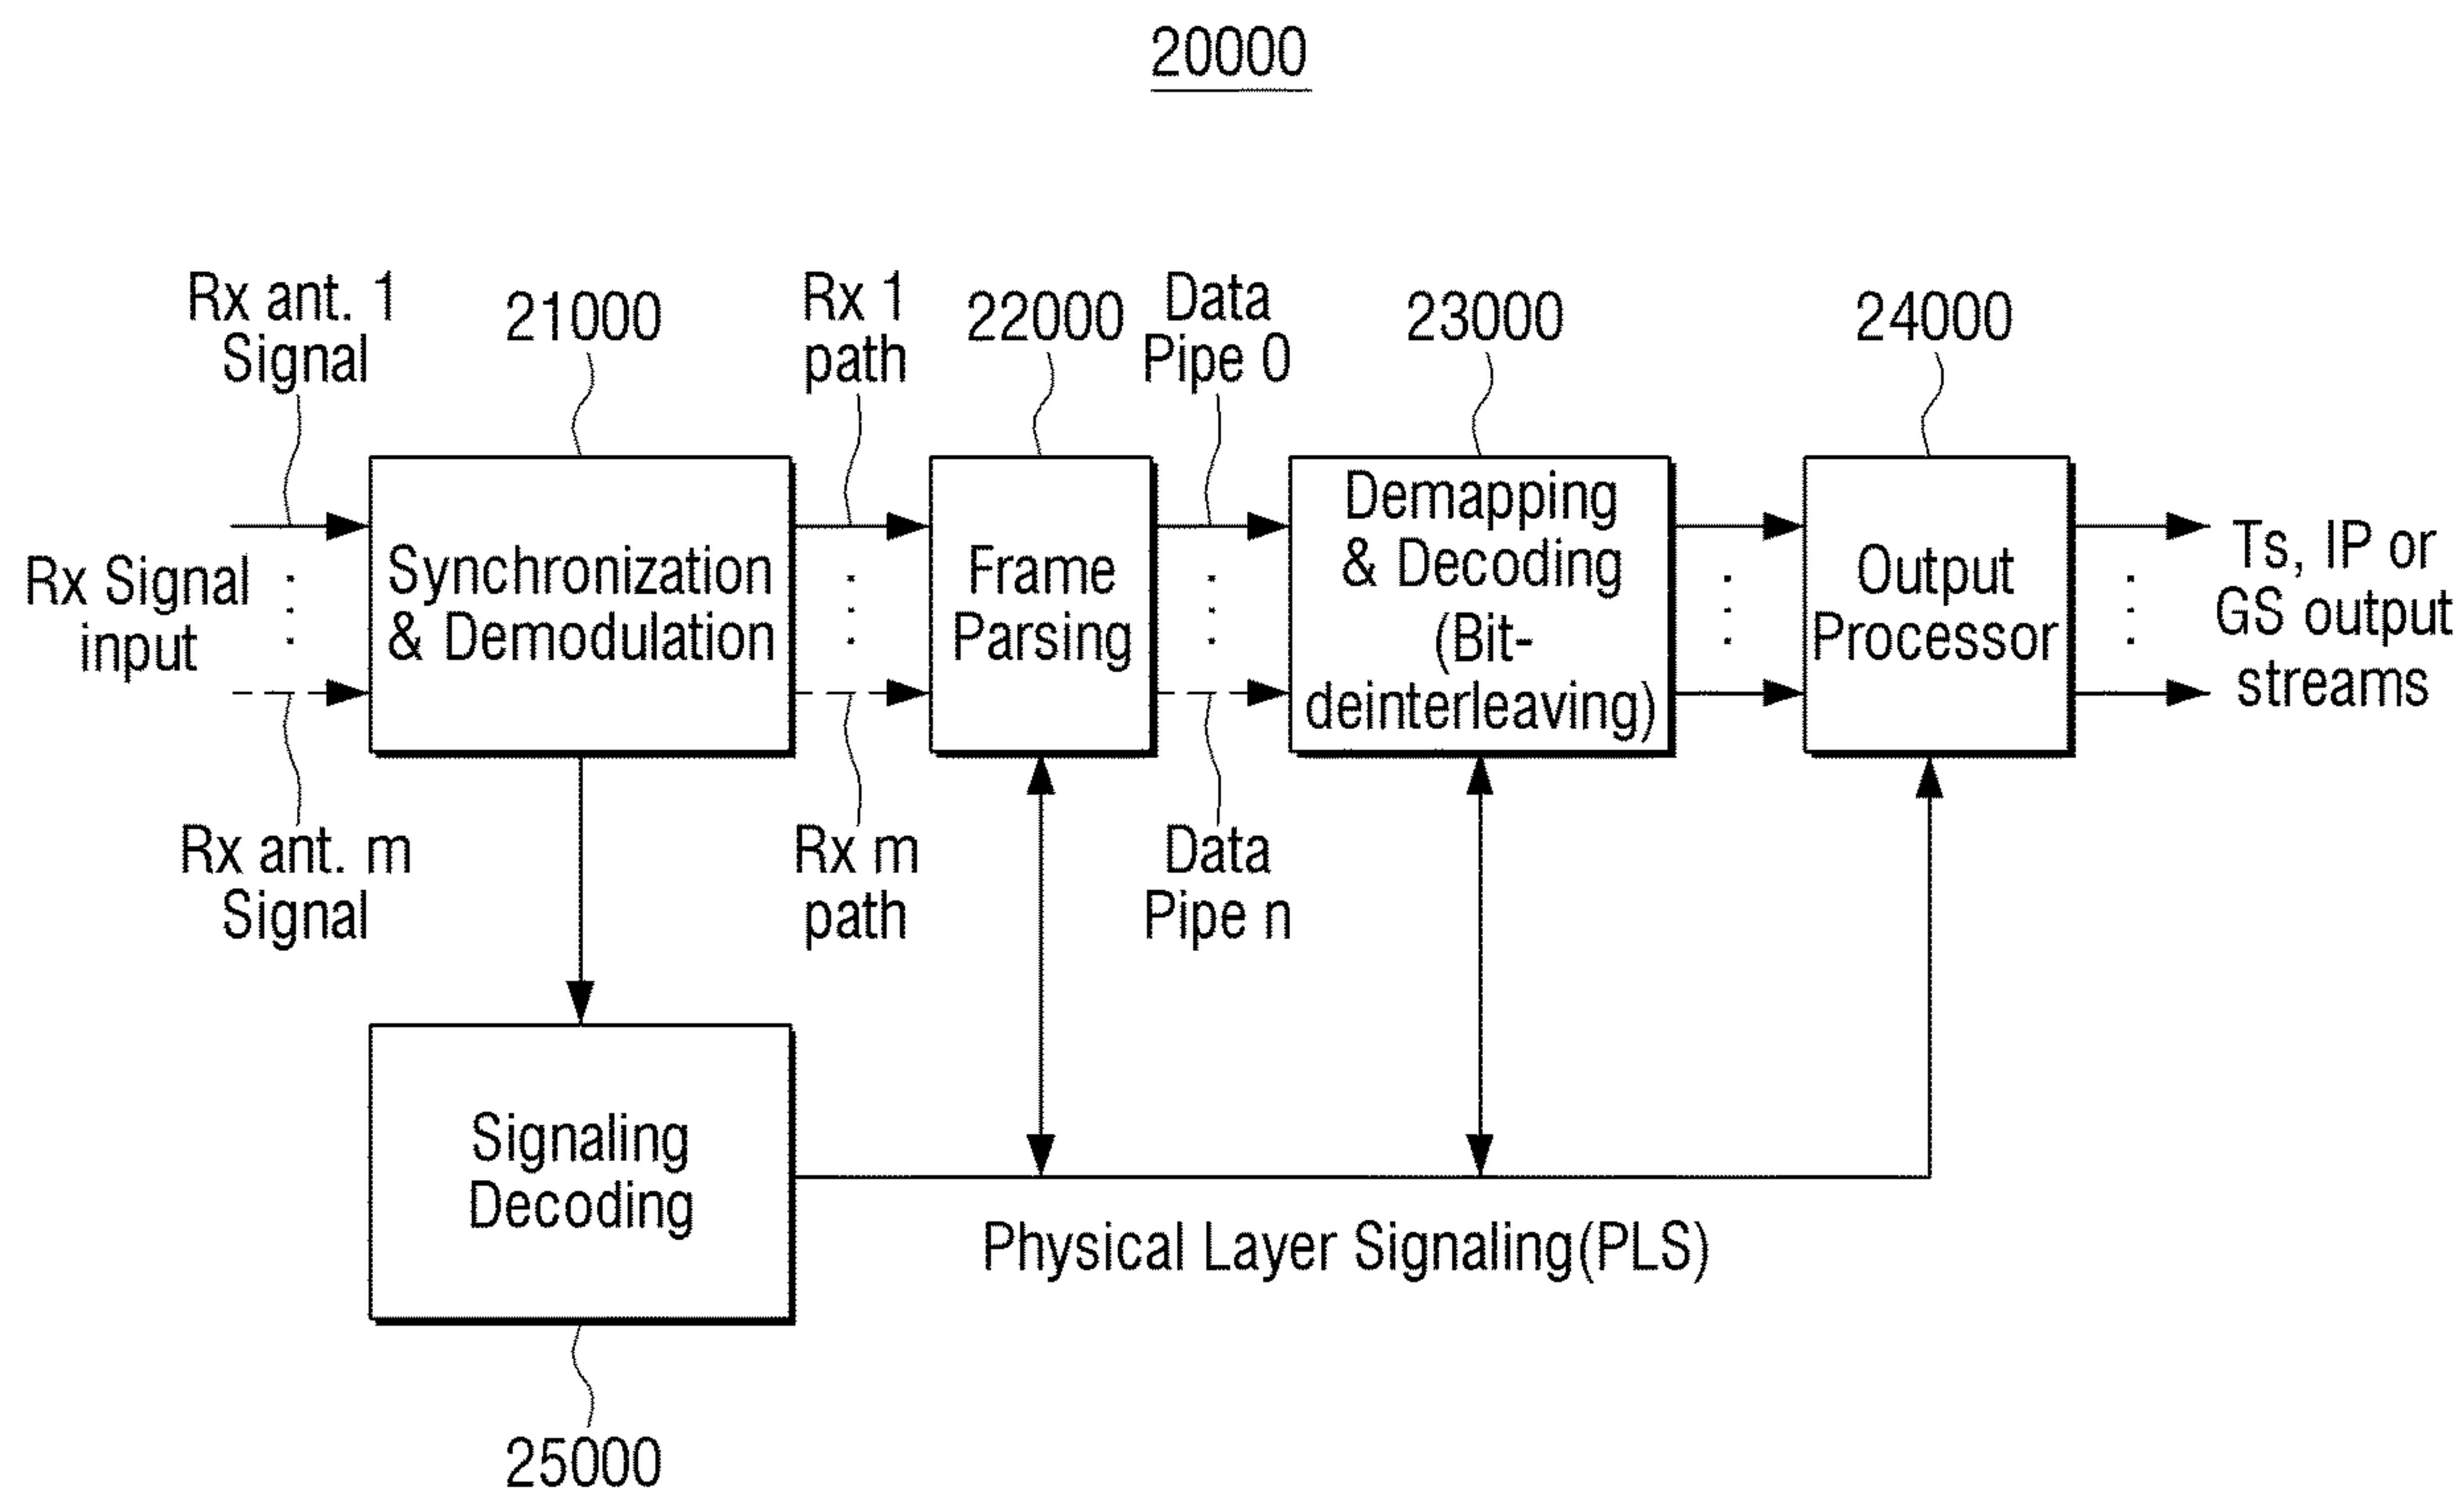 20000
Rx ant. 1
Signal
21000
Rx 1
path
22000
Data
Pipe 0
23000
24000
Rx Signal
input
Synchronization
& Demodulation
Frame
Parsing
Demapping
& Decoding
(Bit-
deinterleaving)
Output
Processor
Ts, IP or
GS output
streams
Rx ant. m
Signal
Rx m
path
Data
Pipe n
Signaling
Decoding
Physical Layer Signaling(PLS)
25000